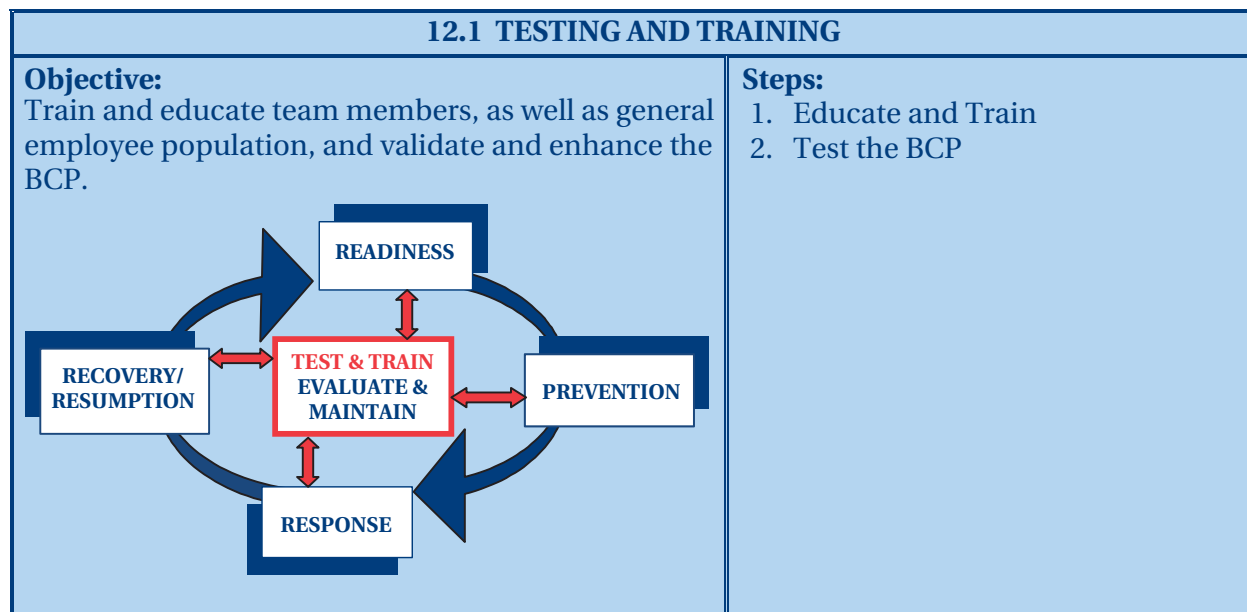 12.1 TESTING AND TRAINING
Objective:
Train and educate team members, as well as general
employee population, and validate and enhance the
BCP.
READINESS
RECOVERY/
RESUMPTION
TEST & TRAIN
EVALUATE &
MAINTAIN
PREVENTION
RESPONSE
Steps:
1. Educate and Train
2. Test the BCP